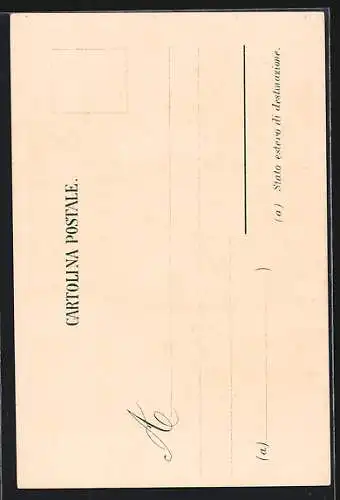 CARTOLINA POSTALE.
A
(a) )
(a) Stato estero di destinazione.